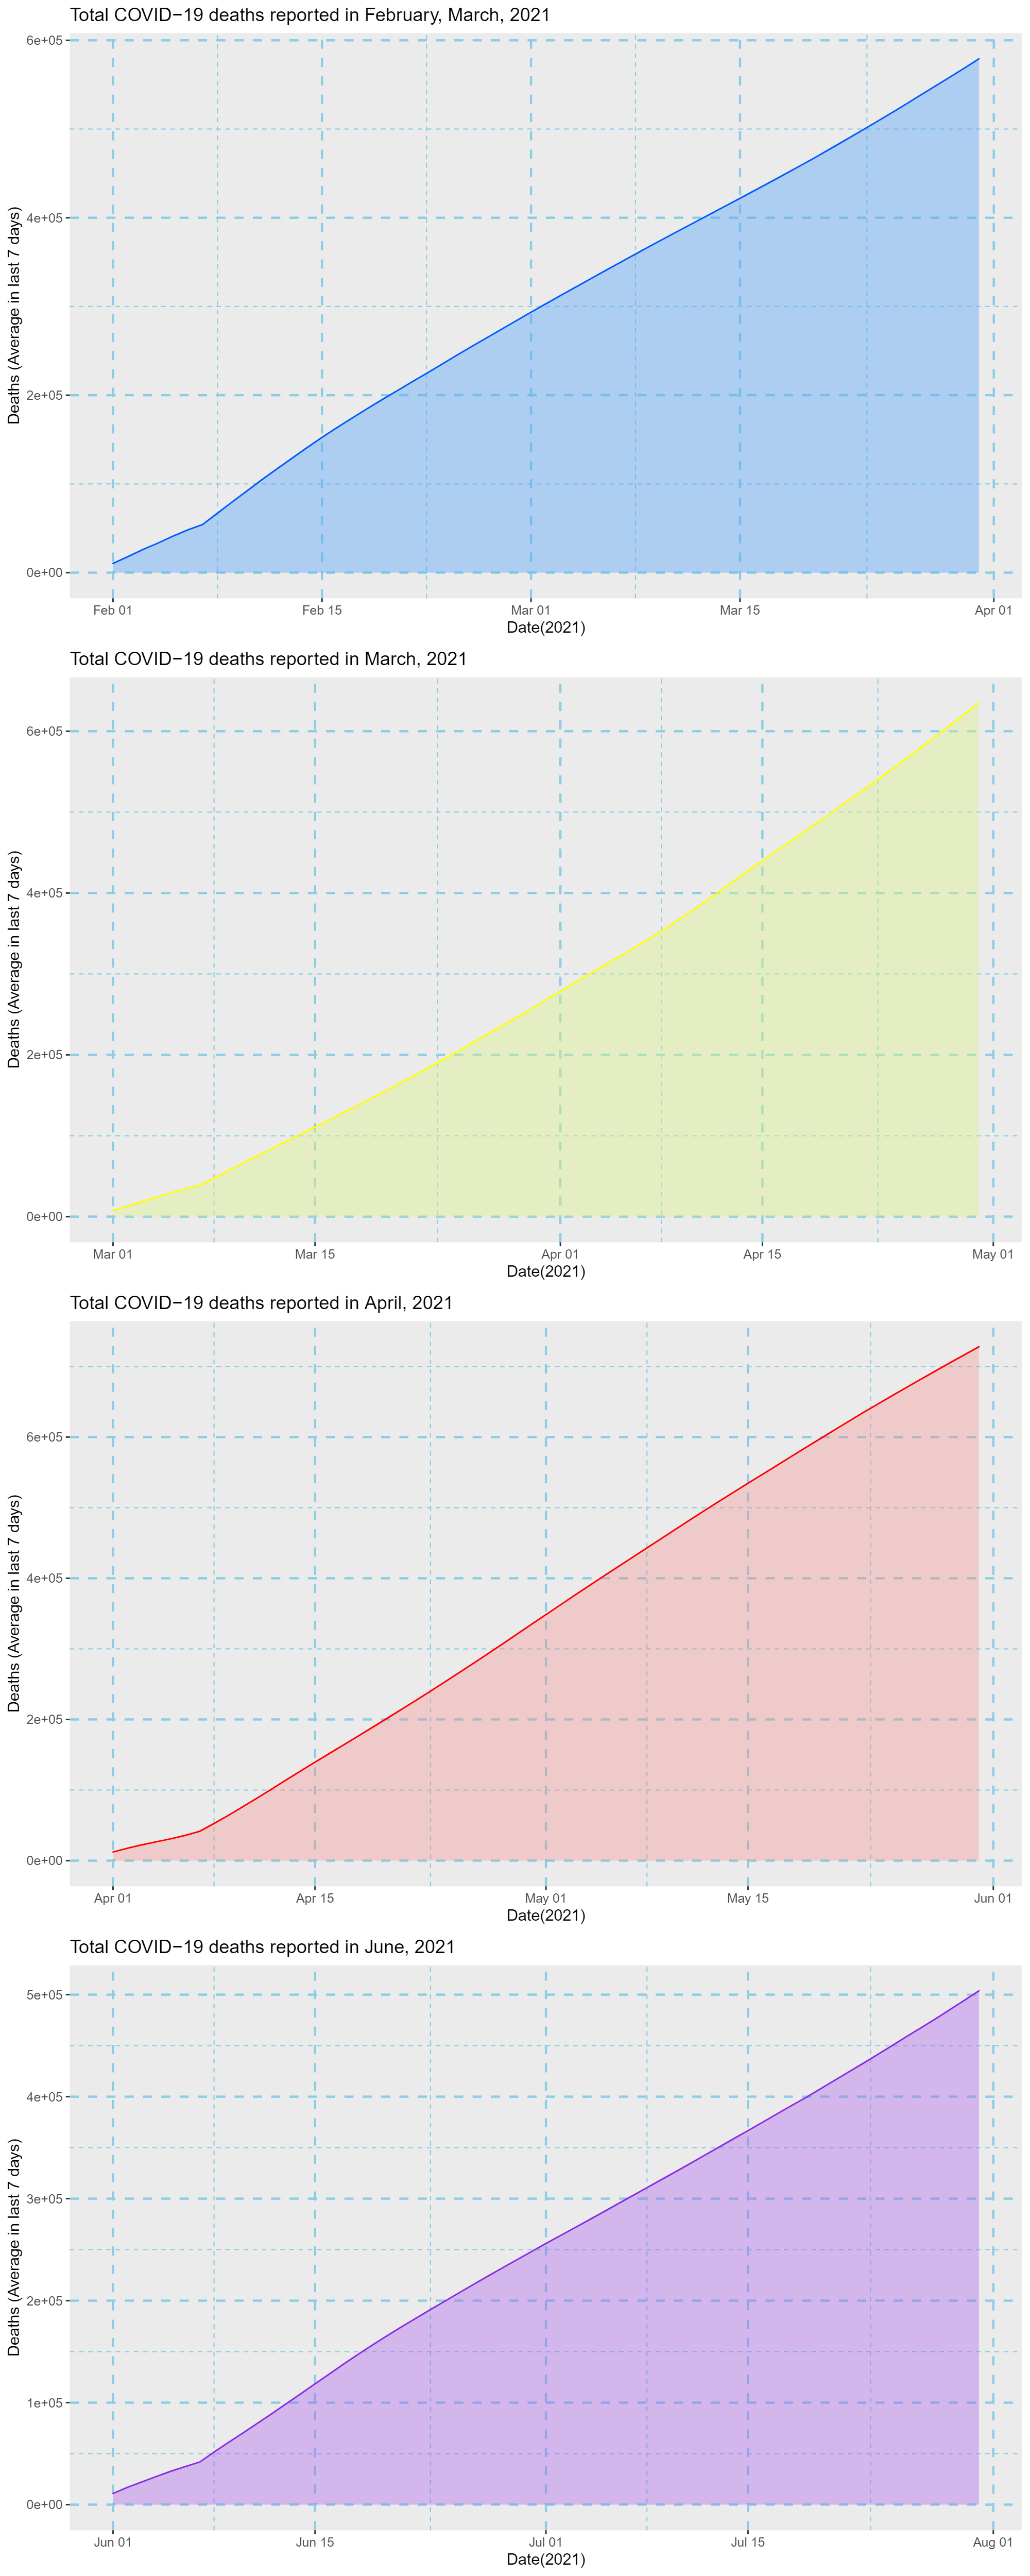 Total COVID−19 deaths reported in February, March, 2021
6e+05
4e+05
2e+05
0e+00
Deaths (Average in last 7 days)
Feb 01 Feb 15 Mar 01 Mar 15 Apr 01
Date(2021)
Total COVID−19 deaths reported in March, 2021
6e+05
4e+05
2e+05
0e+00
Deaths (Average in last 7 days)
Mar 01 Mar 15 Apr 01 Apr 15 May 01
Date(2021)
Total COVID−19 deaths reported in April, 2021
6e+05
4e+05
2e+05
0e+00
Deaths (Average in last 7 days)
Apr 01 Apr 15 May 01 May 15 Jun 01
Date(2021)
Total COVID−19 deaths reported in June, 2021
5e+05
4e+05
3e+05
2e+05
1e+05
0e+00
Deaths (Average in last 7 days)
Jun 01 Jun 15 Jul 01 Jul 15 Aug 01
Date(2021)